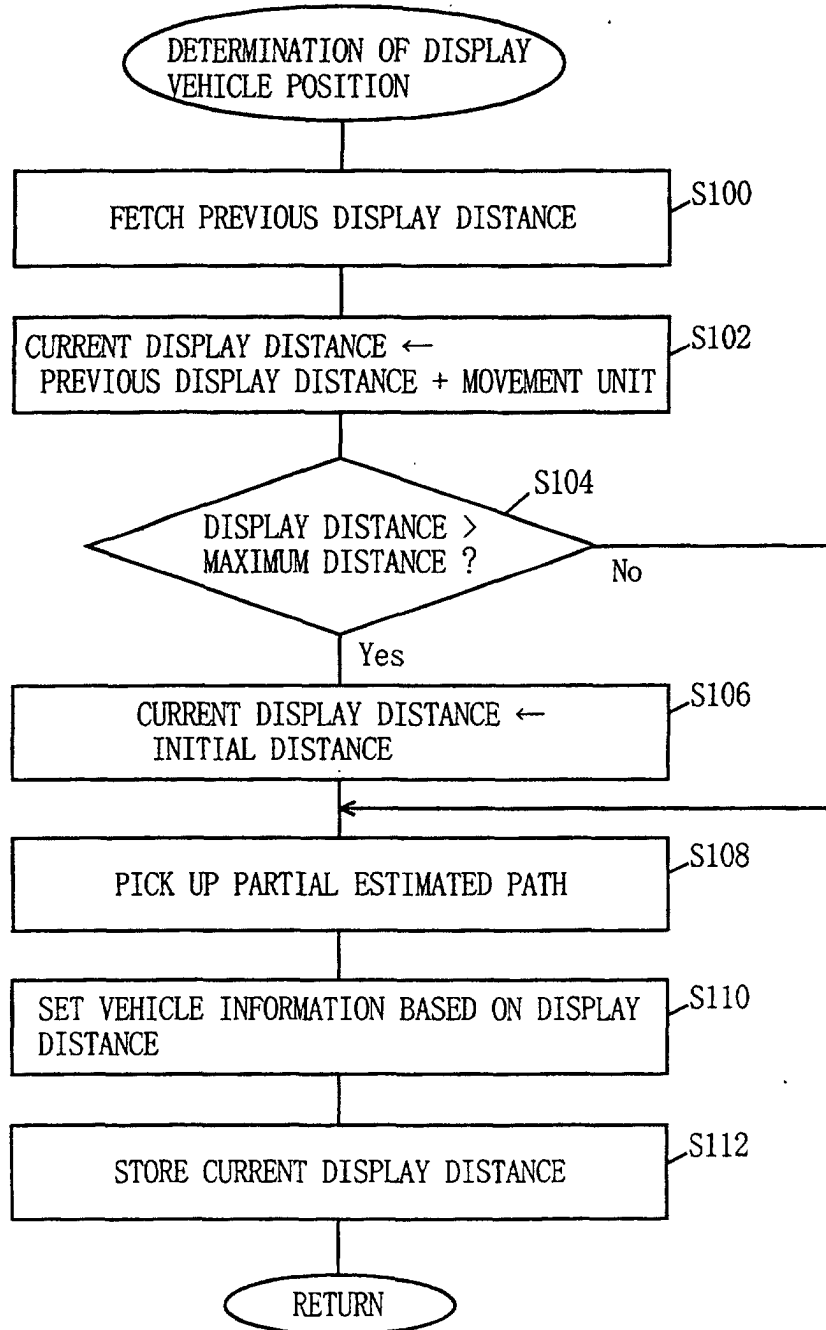 DETERMINATION OF DISPLAY
VEHICLE POSITION
FETCH PREVIOUS DISPLAY DISTANCE
S100
CURRENT DISPLAY DISTANCE ←
PREVIOUS DISPLAY DISTANCE + MOVEMENT UNIT
S102
S104
DISPLAY DISTANCE >
MAXIMUM DISTANCE ?
No
Yes
CURRENT DISPLAY DISTANCE ←
INITIAL DISTANCE
S106
PICK UP PARTIAL ESTIMATED PATH
S108
SET VEHICLE INFORMATION BASED ON DISPLAY
DISTANCE
S110
STORE CURRENT DISPLAY DISTANCE
S112
RETURN